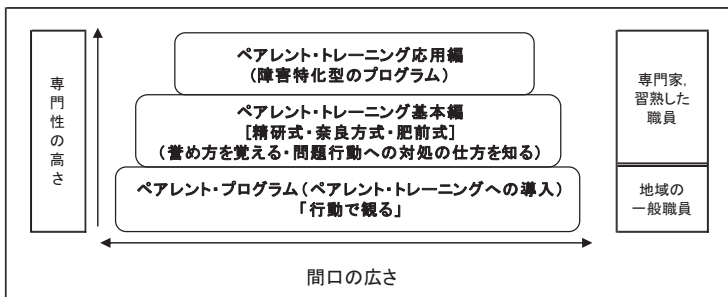 専門性の高さ
ペアレント・トレーニング応用編
(障害特化型のプログラム)
ペアレント・トレーニング基本編
[精研式・奈良方式・肥前式]
(誉め方を覚える・問題行動への対処の仕方を知る)
ペアレント・プログラム(ペアレント・トレーニングへの導入)
「行動で観る」
専門家,
習熟した
職員
地域の
一般職員
間口の広さ